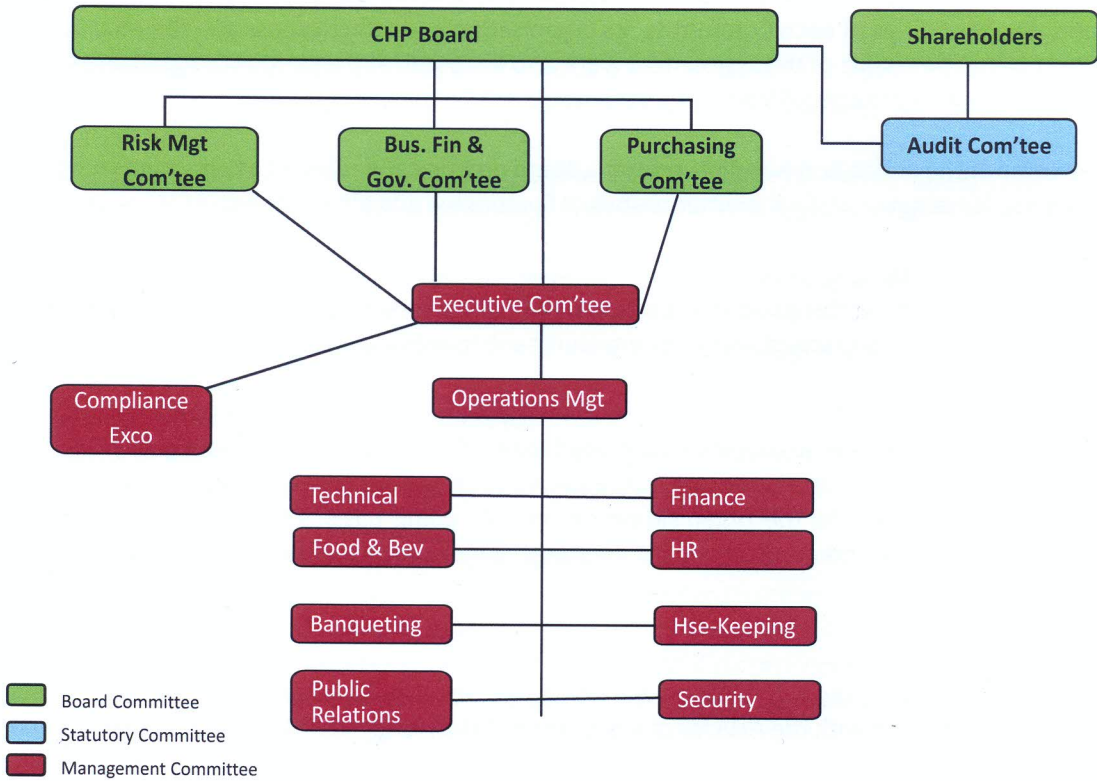 CHP Board
Shareholders
Risk Mgt
Com'tee
Bus. Fin &
Gov. Com'tee
Purchasing
Com'tee
Audit Com'tee
Executive Com'tee
Compliance
Exco
Operations Mgt
Technical
Finance
Food & Bev
HR
Banqueting
Hse-Keeping
Public
Relations
Security
Board Committee
Statutory Committee
Management Committee